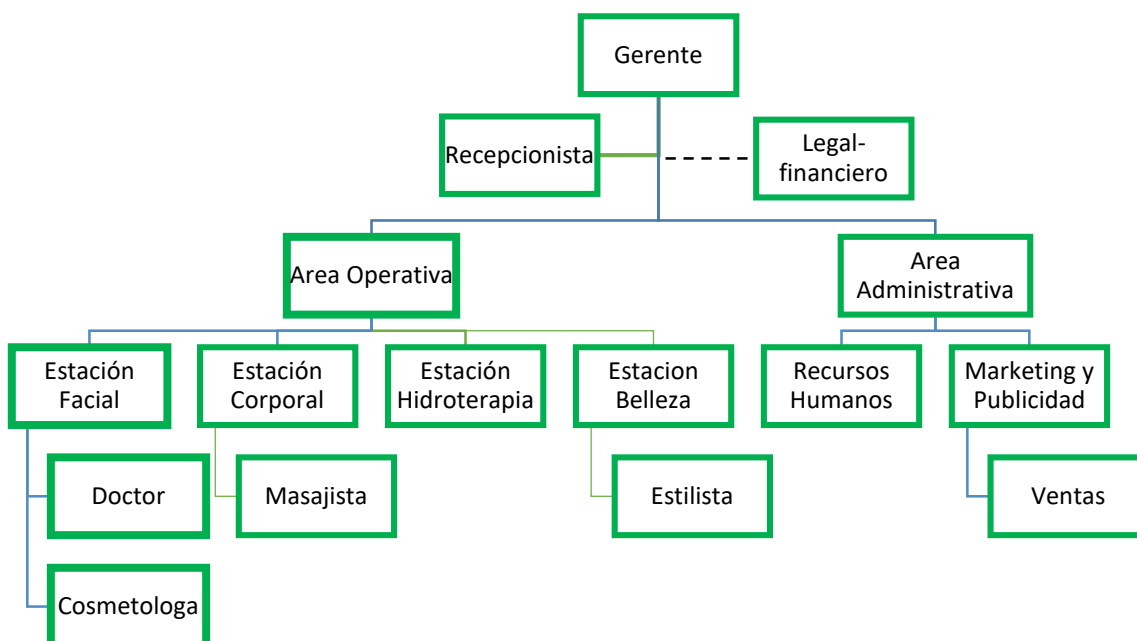 Gerente
Recepcionista
Legal-
financiero
Area Operativa
Area
Administrativa
Estación
Facial
Estación
Corporal
Estación
Hidroterapia
Estacion
Belleza
Recursos
Humanos
Marketing y
Publicidad
Doctor
Masajista
Estilista
Ventas
Cosmetologa